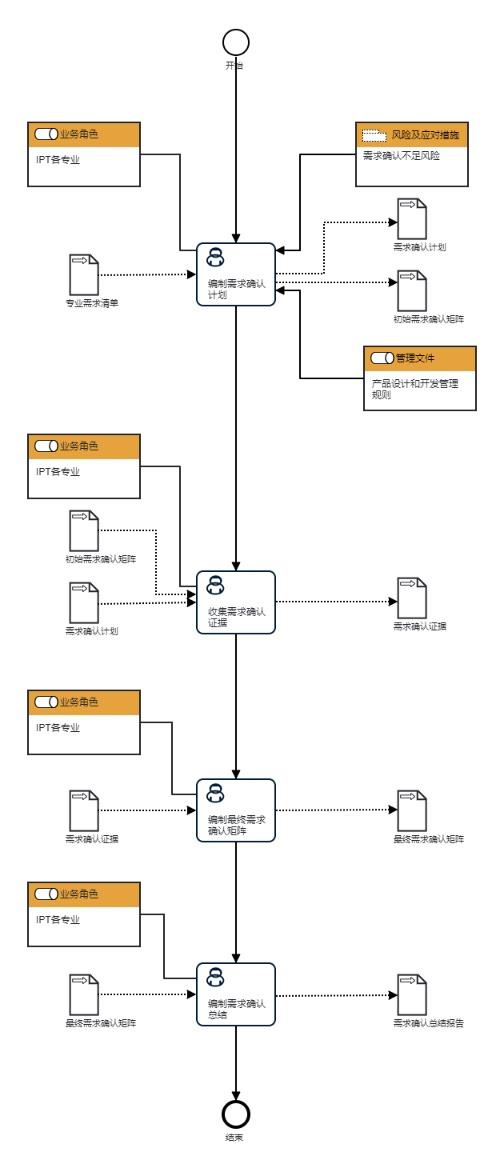 开始
业务角色
IPT各专业
风险及应对措施
需求确认不足风险
需求确认计划
编制需求确认
计划
专业需求清单
初始需求确认矩阵
管理文件
产品设计和开发管理
规则
业务角色
IPT各专业
初始需求确认矩阵
收集需求确认
证据
需求确认计划
需求确认证据
业务角色
IPT各专业
编制最终需求
确认矩阵
需求确认证据
最终需求确认矩阵
业务角色
IPT各专业
编制需求确认
总结
最终需求确认矩阵
需求确认总结报告
结束